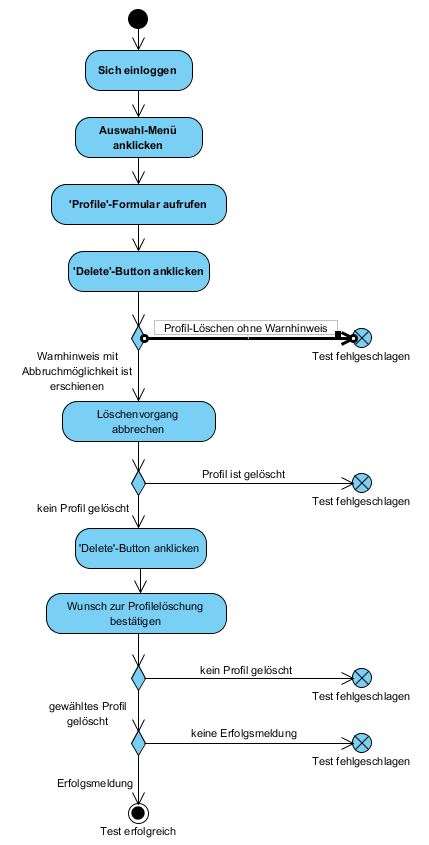 Sich einloggen
Auswahl-Menü
anklicken
'Profile'-Formular aufrufen
'Delete'-Button anklicken
Profil-Löschen ohne Warnhinweis
Test fehlgeschlagen
Warnhinweis mit
Abbruchmöglichkeit ist
erschienen
Löschenvorgang
abbrechen
Profil ist gelöscht
Test fehlgeschlagen
kein Profil gelöscht
'Delete'-Button anklicken
Wunsch zur Profilelöschung
bestätigen
kein Profil gelöscht
Test fehlgeschlagen
gewähltes Profil
gelöscht
keine Erfolgsmeldung
Test fehlgeschlagen
Erfolgsmeldung
Test erfolgreich